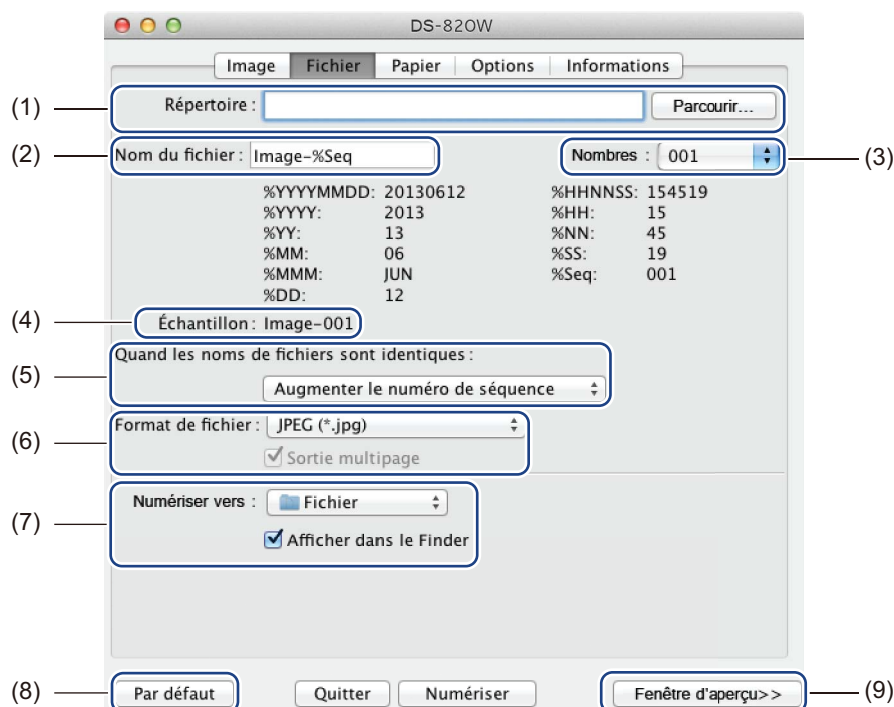 DS-820W
Image Fichier Papier Options Informations
(1) Répertoire : Parcourir...
(2) Nom du fichier : Image-%Seq Nombres : 001 (3)
%YYYYMMDD: 20130612 %HHNNSS: 154519
%YYYY: 2013 %HH: 15
%YY: 13 %NN: 45
%MM: 06 %SS: 19
%MMM: JUN %Seq: 001
%DD: 12
(4) Échantillon : Image-001
Quand les noms de fichiers sont identiques :
(5) Augmenter le numéro de séquence
(6) Format de fichier : JPEG (*.jpg)
Sortie multipage
Numériser vers : Fichier
(7) Afficher dans le Finder
(8) Par défaut Quitter Numériser Fenêtre d'aperçu>> (9)